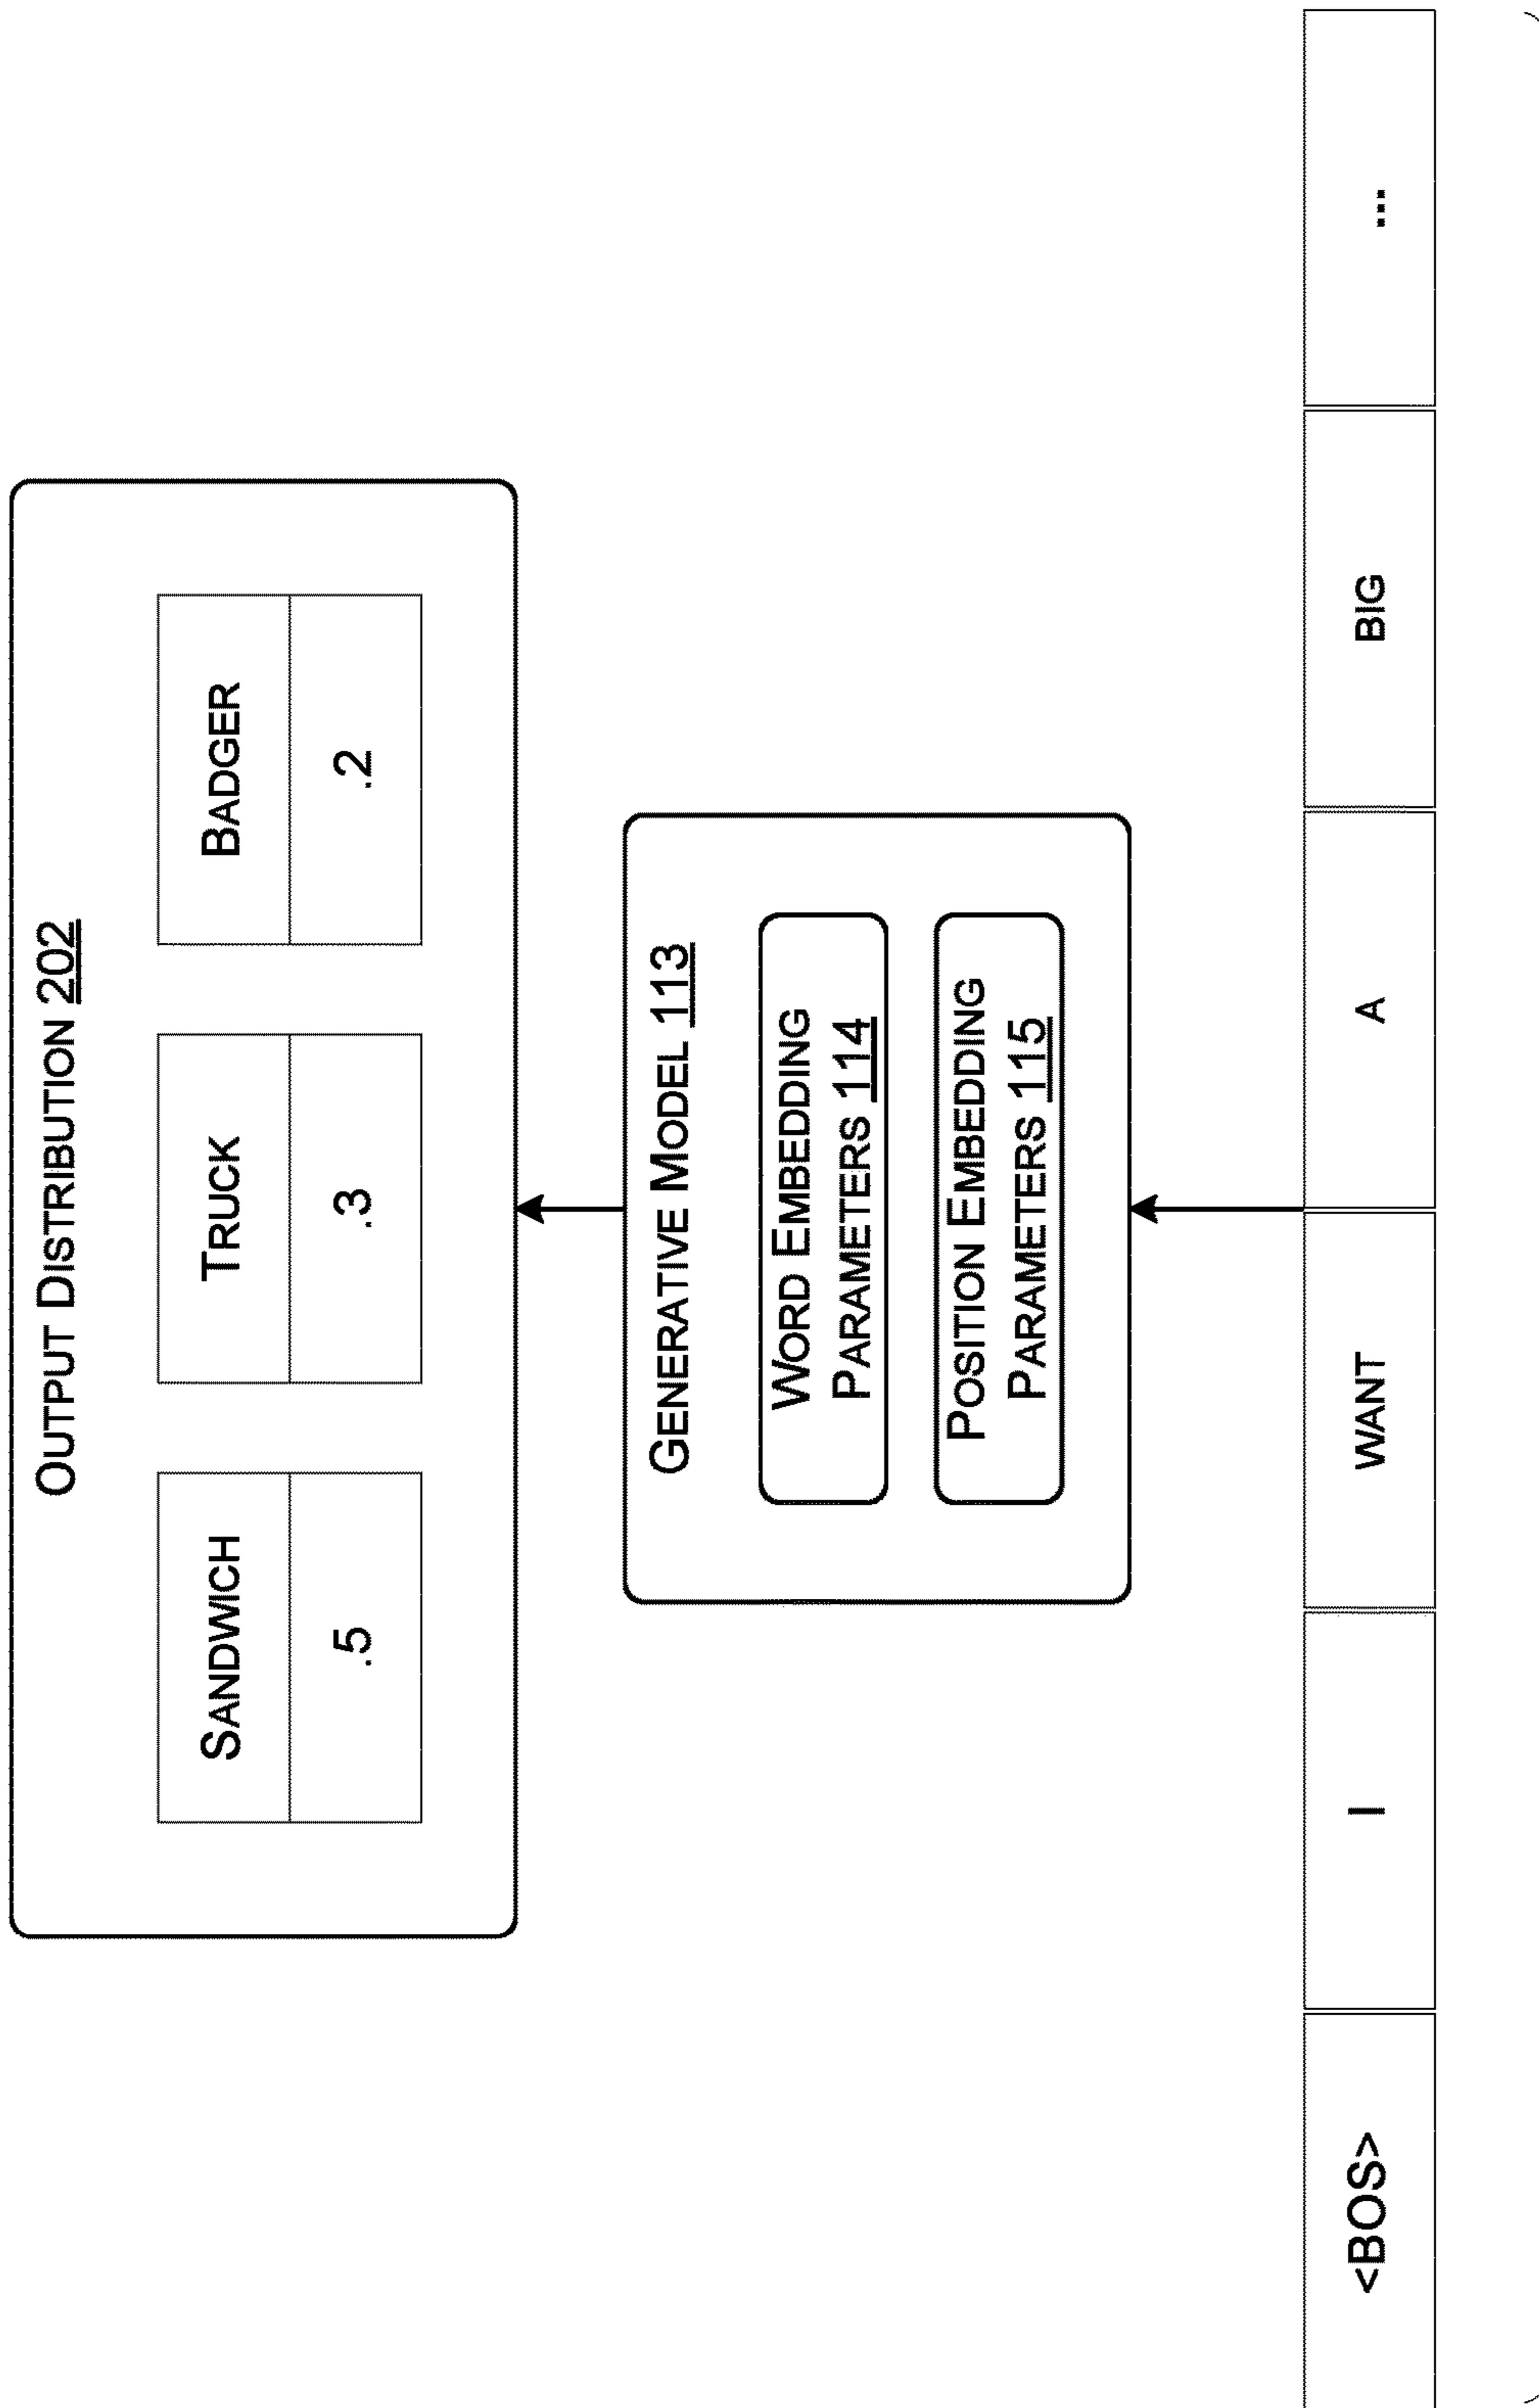 OUTPUT DISTRIBUTION 202
SANDWICH
TRUCK
BADGER
.5
.3
.2
GENERATIVE MODEL 113
WORD EMBEDDING
PARAMETERS 114
POSITION EMBEDDING
PARAMETERS 115
<BOS>
I
WANT
A
BIG
...